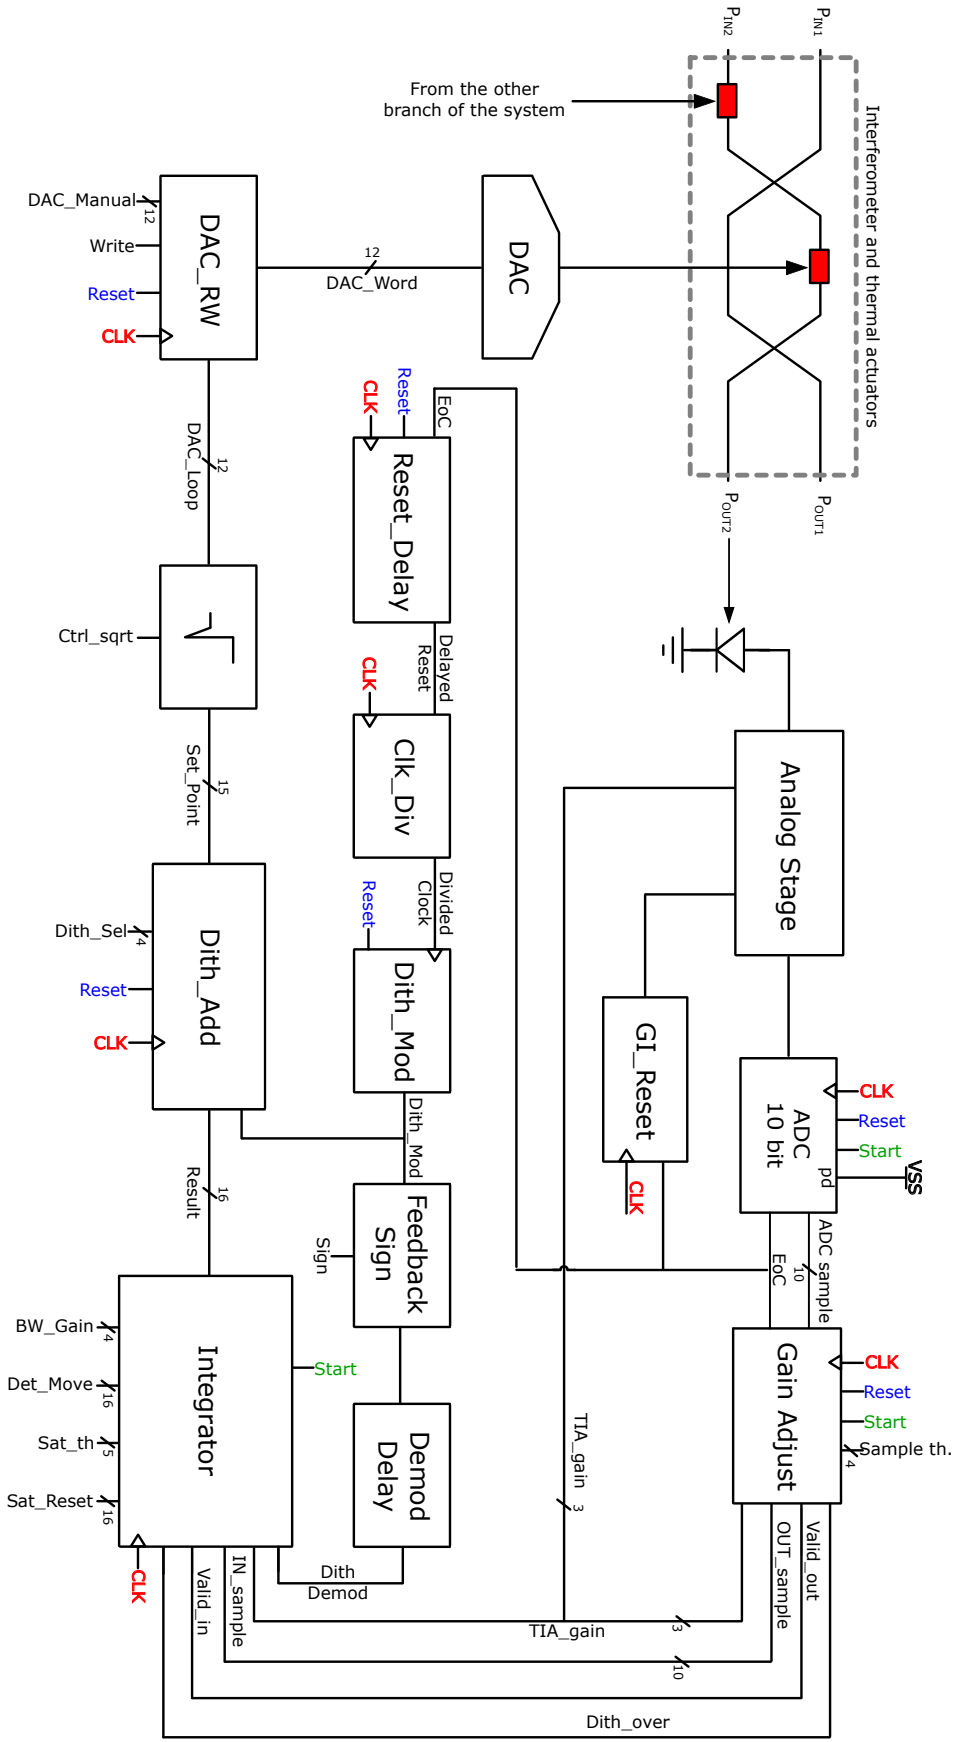 P_IN2
P_IN1
From the other
branch of the system
Interferometer and thermal actuators
DAC_Manual
12
Write
Reset
CLK
DAC_RW
12
DAC_Word
DAC
CLK
Reset
EoC
Reset_Delay
DAC_Loop
12
P_OUT2
P_OUT1
Ctrl_sqrt
Delayed
Reset
CLK
Clk_Div
Set_Point
15
Analog Stage
Divided
Clock
Reset
Dith_Mod
Dith_Sel
4
Reset
CLK
Dith_Add
GI_Reset
CLK
ADC
10 bit
pd
CLK
Reset
Start
VSS
Dith_Mod
Result
16
Feedback
Sign
Sign
ADC sample
10
EoC
BW_Gain
4
Det_Move
16
Sat_th
5
Sat_Reset
16
CLK
Integrator
Start
Demod
Delay
Gain Adjust
CLK
Reset
Start
Sample th.
4
TIA_gain
3
Dith
Demod
Valid_in
IN_sample
OUT_sample
Valid_out
TIA_gain
3
10
Dith_over